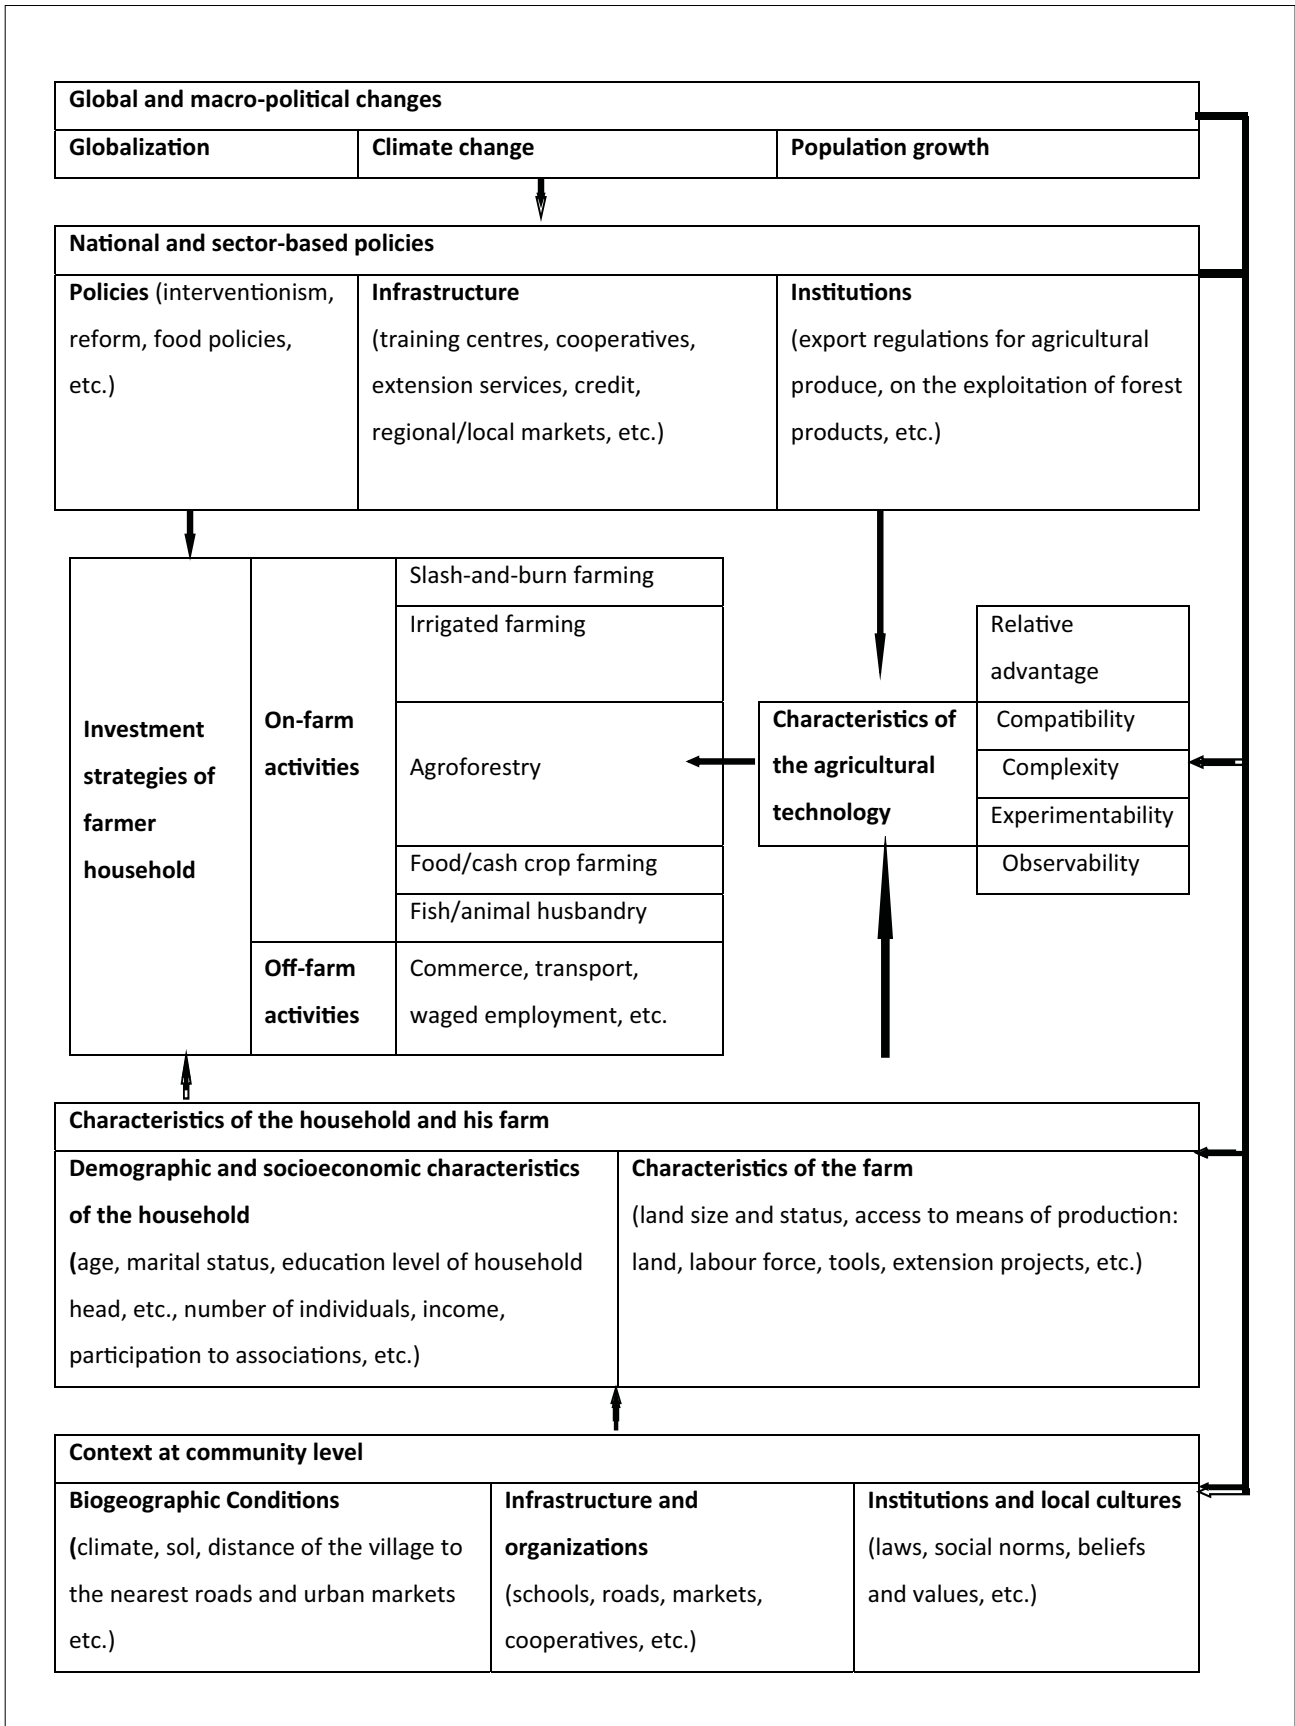 Global and macro-political changes
Globalization
Climate change
Population growth
National and sector-based policies
Policies (interventionism,
reform, food policies,
etc.)
Infrastructure
(training centres, cooperatives,
extension services, credit,
regional/local markets, etc.)
Institutions
(export regulations for agricultural
produce, on the exploitation of forest
products, etc.)
Investment
strategies of
farmer
household
On-farm
activities
Slash-and-burn farming
Irrigated farming
Agroforestry
Food/cash crop farming
Fish/animal husbandry
Off-farm
activities
Commerce, transport,
waged employment, etc.
Characteristics of
the agricultural
technology
Relative
advantage
Compatibility
Complexity
Experimentability
Observability
Characteristics of the household and his farm
Demographic and socioeconomic characteristics
of the household
(age, marital status, education level of household
head, etc., number of individuals, income,
participation to associations, etc.)
Characteristics of the farm
(land size and status, access to means of production:
land, labour force, tools, extension projects, etc.)
Context at community level
Biogeographic Conditions
(climate, sol, distance of the village to
the nearest roads and urban markets
etc.)
Infrastructure and
organizations
(schools, roads, markets,
cooperatives, etc.)
Institutions and local cultures
(laws, social norms, beliefs
and values, etc.)